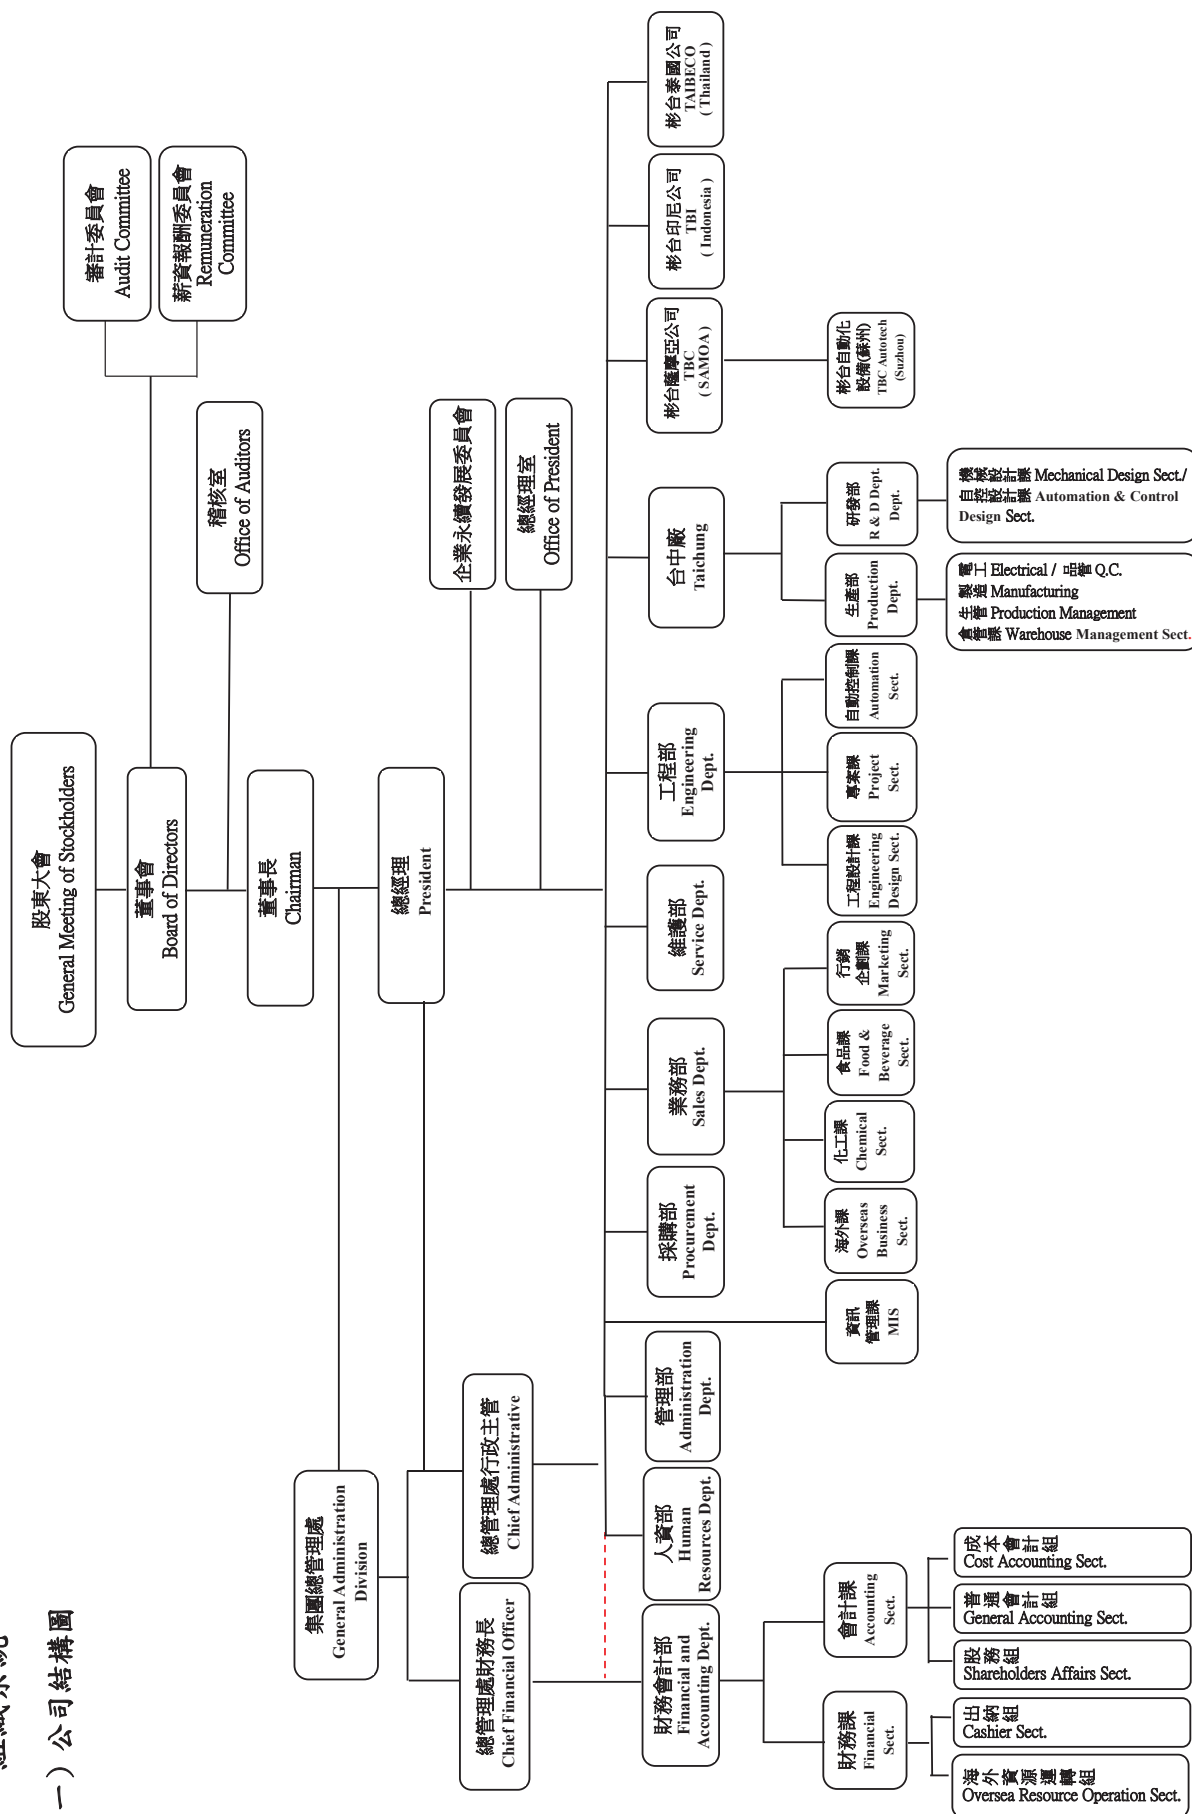 組織系統
一）公司結構圖
股東大會
General Meeting of Stockholders
董事會
Board of Directors
審計委員會
Audit Committee
薪資報酬委員會
Remuneration
Committee
稽核室
Office of Auditors
董事長
Chairman
集團總管理處
General Administration
Division
總經理
President
企業永續發展委員會
總經理室
Office of President
總管理處財務長
Chief Financial Officer
總管理處行政主管
Chief Administrative
財務會計部
Financial and
Accounting Dept.
人資部
Human
Resources Dept.
管理部
Administration
Dept.
採購部
Procurement
Dept.
業務部
Sales Dept.
維護部
Service Dept.
工程部
Engineering
Dept.
台中廠
Taichung
彬台薩摩亞公司
TBC
( SAMOA )
彬台印尼公司
TBI
( Indonesia )
彬台泰國公司
TAIBECO
( Thailand )
財務課
Financial
Sect.
會計課
Accounting
Sect.
資訊
管理課
MIS
海外課
Overseas
Business
Sect.
化工課
Chemical
Sect.
食品課
Food &
Beverage
Sect.
行銷
企劃課
Marketing
Sect.
工程設計課
Engineering
Design Sect.
專案課
Project
Sect.
自動控制課
Automation
Sect.
生產部
Production
Dept.
研發部
R & D Dept.
Dept.
彬台自動化
設備(蘇州)
TBC Autotech
(Suzhou)
海外資源運轉組
Oversea Resource Operation Sect.
出納組
Cashier Sect.
股務組
Shareholders Affairs Sect.
普通會計組
General Accounting Sect.
成本會計組
Cost Accounting Sect.
電工 Electrical / 品管 Q.C.
製造 Manufacturing
生管 Production Management
倉管課 Warehouse Management Sect.
機械設計課 Mechanical Design Sect./
自控設計課 Automation & Control
Design Sect.